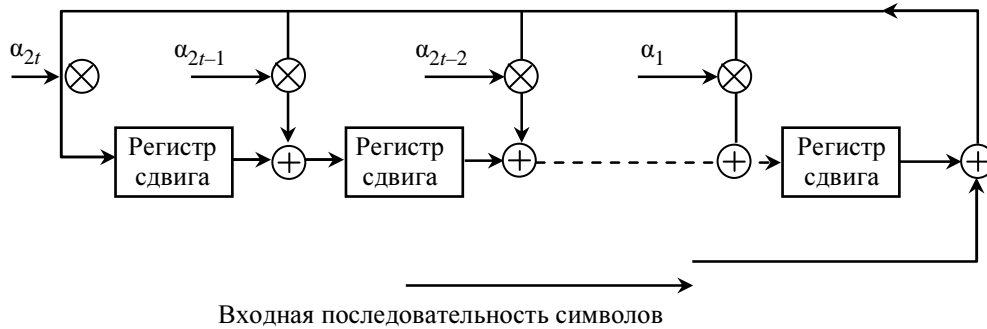 α2t
α2t–1
α2t–2
α1
Регистр
сдвига
Регистр
сдвига
Регистр
сдвига
Входная последовательность символов